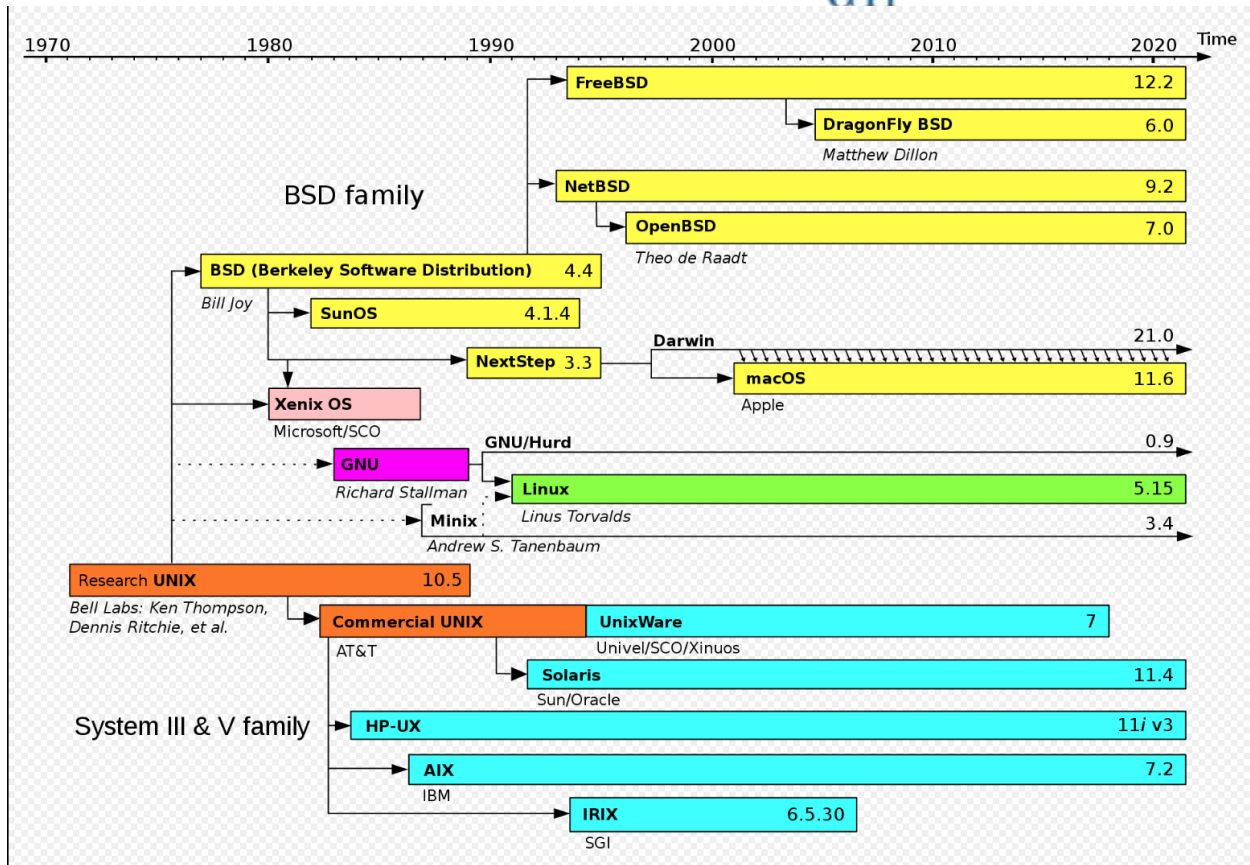 1970 1980 1990 2000 2010 2020 Time
FreeBSD 12.2
DragonFly BSD 6.0
Matthew Dillon
BSD family
NetBSD 9.2
OpenBSD 7.0
Theo de Raadt
BSD (Berkeley Software Distribution) 4.4
Bill Joy
SunOS 4.1.4
Darwin 21.0
NextStep 3.3
macOS 11.6
Apple
Xenix OS
Microsoft/SCO
GNU/Hurd 0.9
GNU
Richard Stallman
Linux 5.15
Linus Torvalds
Minix 3.4
Andrew S. Tanenbaum
Research UNIX 10.5
Bell Labs: Ken Thompson,
Dennis Ritchie, et al.
Commercial UNIX UnixWare 7
AT&T Univel/SCO/Xinuos
Solaris 11.4
Sun/Oracle
System III & V family
HP-UX 11i v3
AIX 7.2
IBM
IRIX 6.5.30
SGI